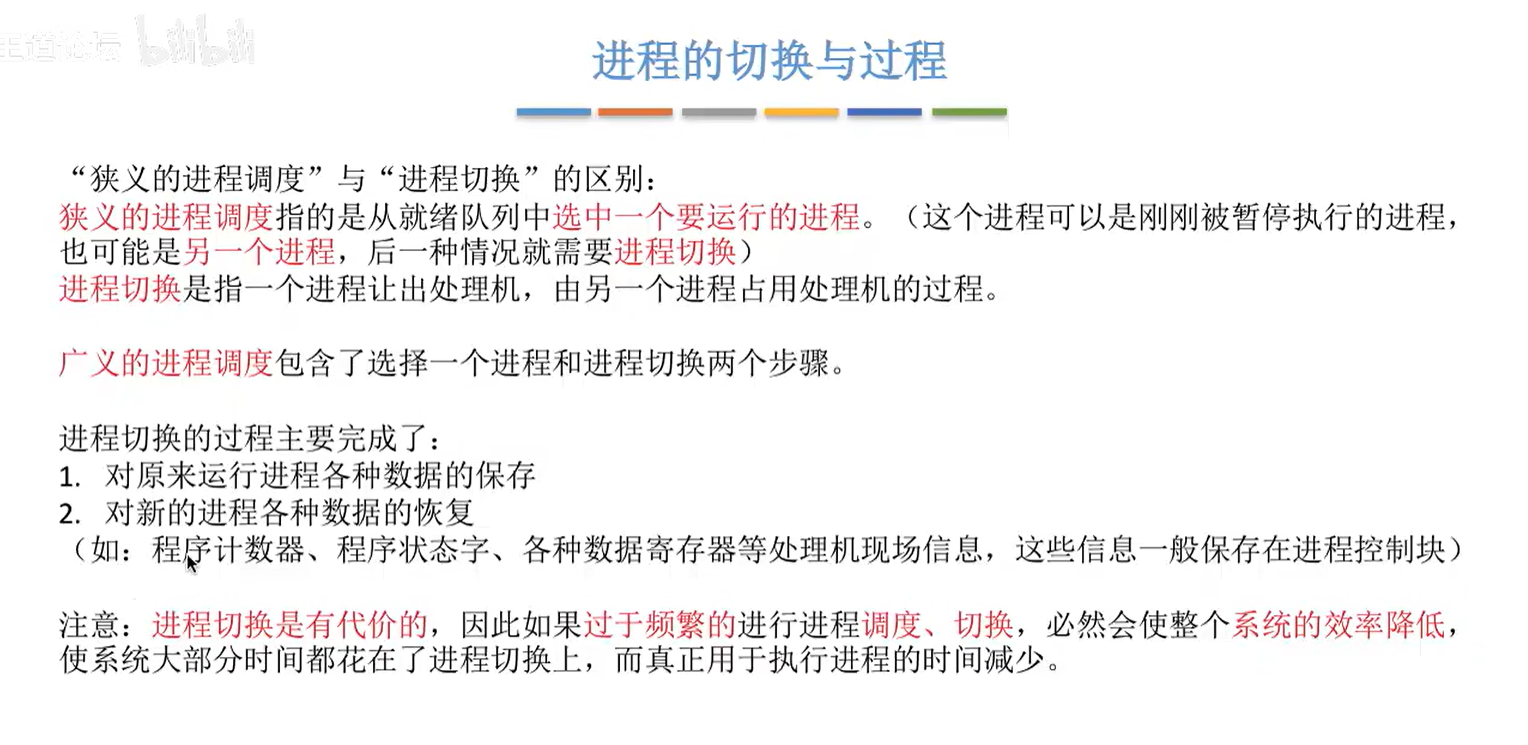 王道论坛 bilibili
进程的切换与过程
“狭义的进程调度”与“进程切换”的区别：
狭义的进程调度指的是从就绪队列中选中一个要运行的进程。（这个进程可以是刚刚被暂停执行的进程，
也可能是另一个进程，后一种情况就需要进程切换）
进程切换是指一个进程让出处理机，由另一个进程占用处理机的过程。
广义的进程调度包含了选择一个进程和进程切换两个步骤。
进程切换的过程主要完成了：
1. 对原来运行进程各种数据的保存
2. 对新的进程各种数据的恢复
（如：程序计数器、程序状态字、各种数据寄存器等处理机现场信息，这些信息一般保存在进程控制块）
注意：进程切换是有代价的，因此如果过于频繁的进行进程调度、切换，必然会使整个系统的效率降低，
使系统大部分时间都花在了进程切换上，而真正用于执行进程的时间减少。